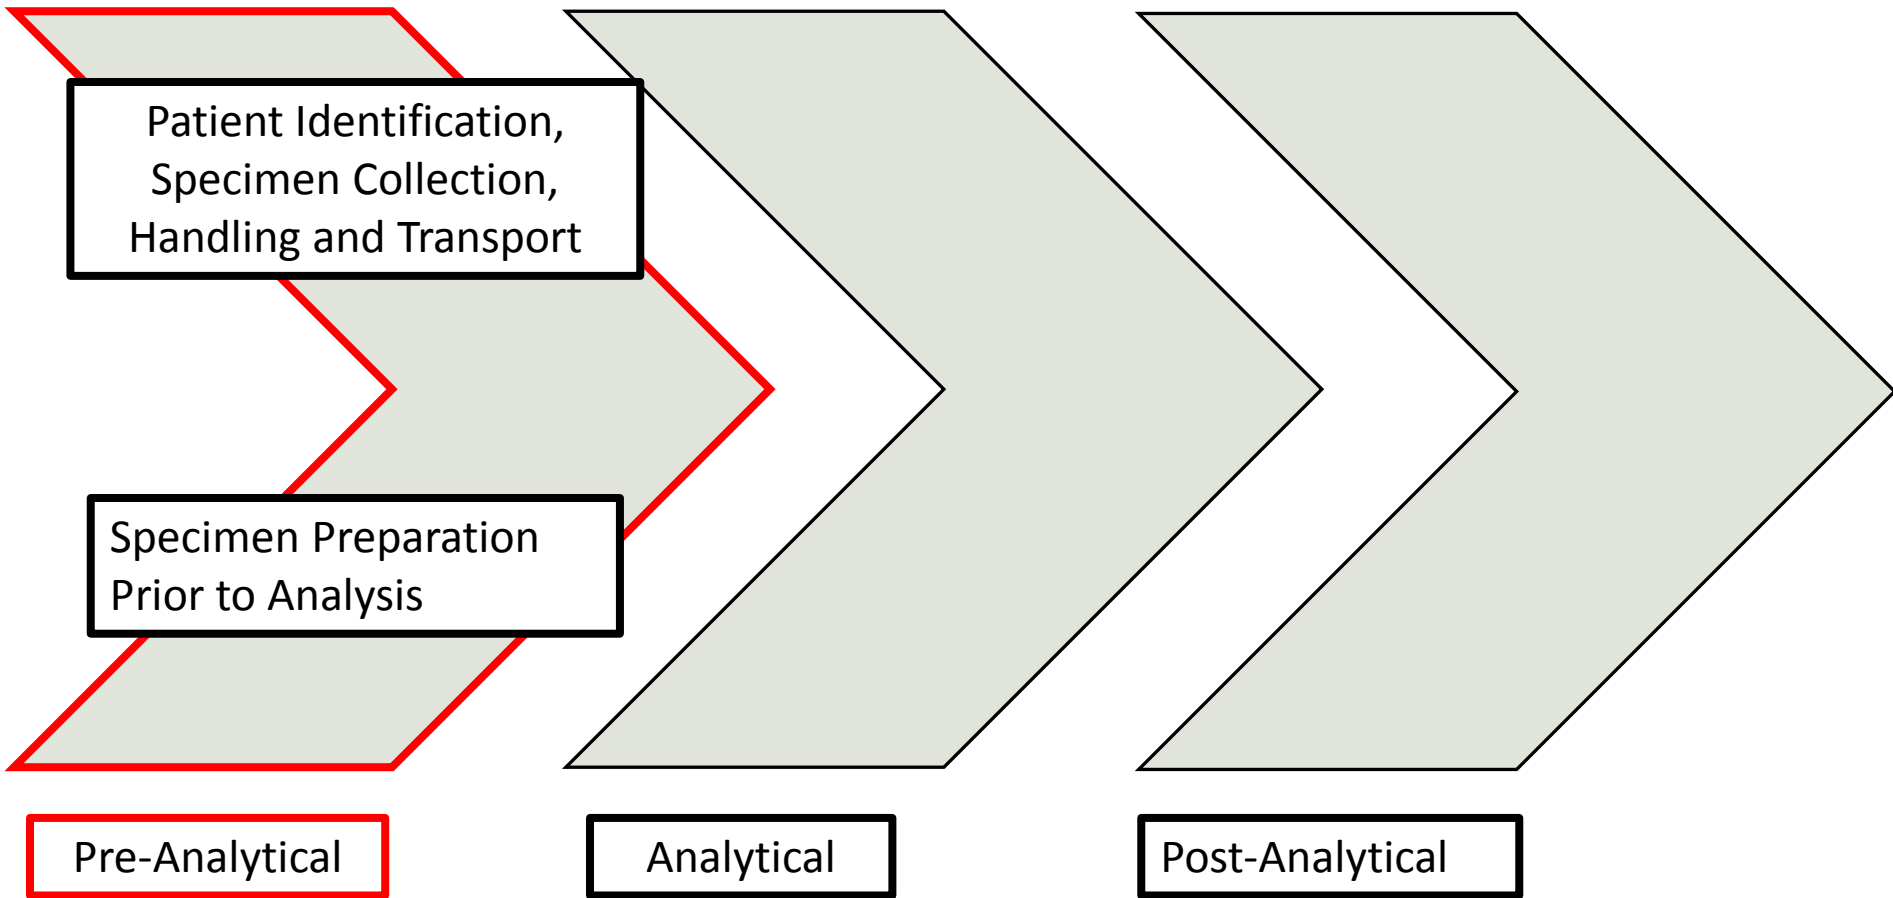 Patient Identification,
Specimen Collection,
Handling and Transport
Specimen Preparation
Prior to Analysis
Pre-Analytical
Analytical
Post-Analytical